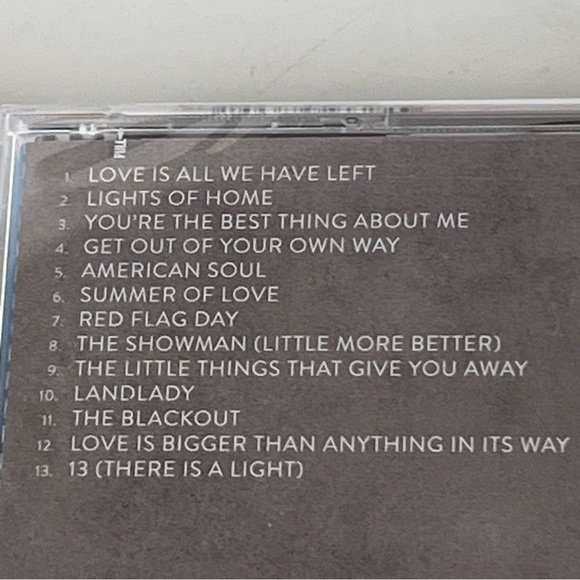 1. LOVE IS ALL WE HAVE LEFT
2. LIGHTS OF HOME
3. YOU'RE THE BEST THING ABOUT ME
4. GET OUT OF YOUR OWN WAY
5. AMERICAN SOUL
6. SUMMER OF LOVE
7. RED FLAG DAY
8. THE SHOWMAN (LITTLE MORE BETTER)
9. THE LITTLE THINGS THAT GIVE YOU AWAY
10. LANDLADY
11. THE BLACKOUT
12. LOVE IS BIGGER THAN ANYTHING IN ITS WAY
13. 13 (THERE IS A LIGHT)